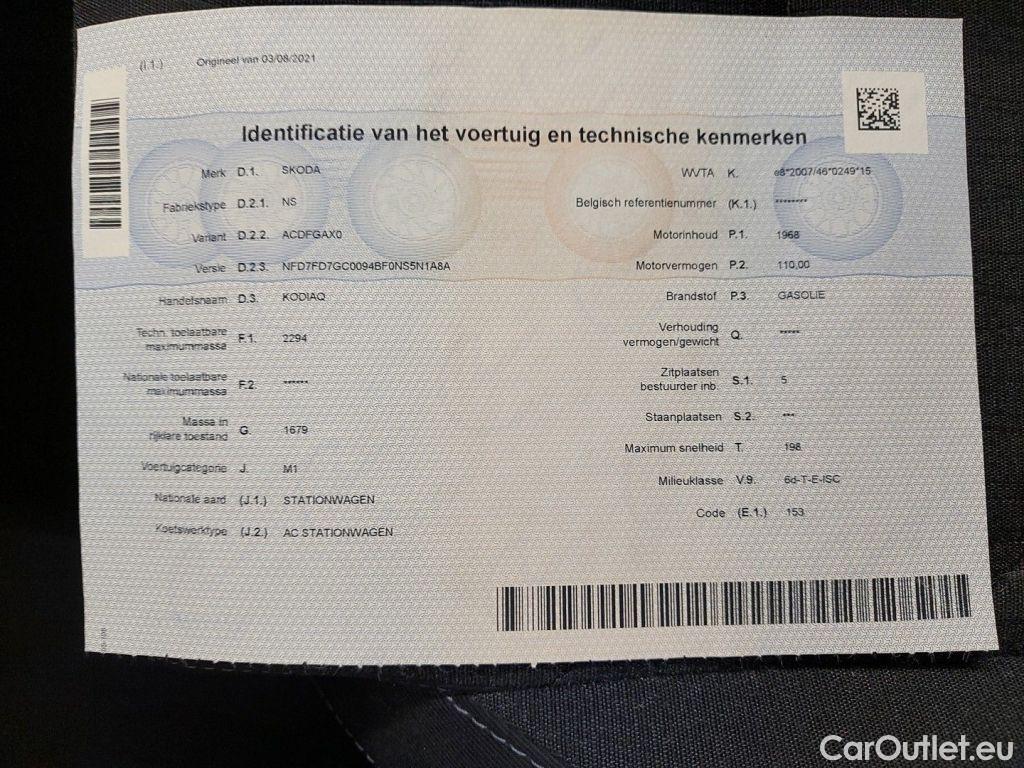 (I.1.) Origineel van 03/08/2021
Identificatie van het voertuig en technische kenmerken
Merk D.1. SKODA
Fabriekstype D.2.1. NS
Variant D.2.2. ACDFGAX0
Versie D.2.3. NFD7FD7GC0094BF0NS5N1A8A
Handelsnaam D.3. KODIAQ
Techn. toelaatbare
maximummassa F.1. 2294
Nationale toelaatbare
maximummassa F.2. ******
Massa in
rijklare toestand G. 1679
Voertuigcategorie J. M1
Nationale aard (J.1.) STATIONWAGEN
Koetswerktype (J.2.) AC STATIONWAGEN
WVTA K. e8*2007/46*0249*15
Belgisch referentienummer (K.1.) ********
Motorinhoud P.1. 1968
Motorvermogen P.2. 110,00
Brandstof P.3. GASOLIE
Verhouding
vermogen/gewicht Q. *****
Zitplaatsen
bestuurder inb. S.1. 5
Staanplaatsen S.2. ***
Maximum snelheid T. 198
Milieuklasse V.9. 6d-T-E-ISC
Code (E.1.) 153
CarOutlet.eu